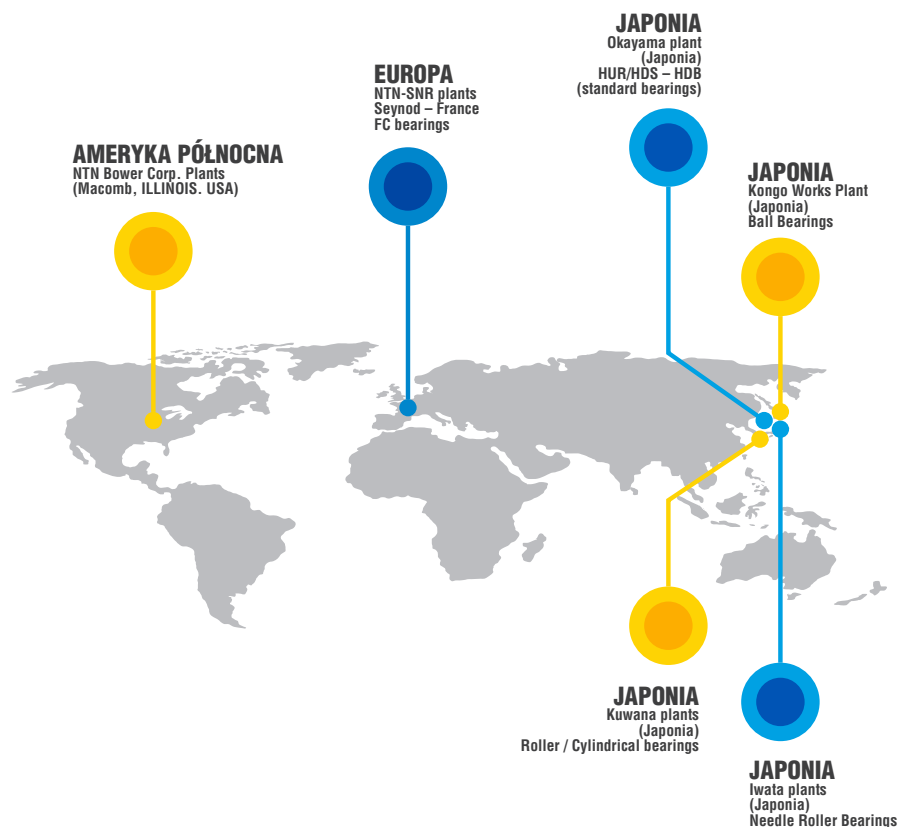 JAPONIA
Okayama plant
(Japonia)
HUR/HDS – HDB
(standard bearings)
EUROPA
NTN-SNR plants
Seynod – France
FC bearings
AMERYKA PÓŁNOCNA
NTN Bower Corp. Plants
(Macomb, ILLINOIS. USA)
JAPONIA
Kongo Works Plant
(Japonia)
Ball Bearings
JAPONIA
Kuwana plants
(Japonia)
Roller / Cylindrical bearings
JAPONIA
Iwata plants
(Japonia)
Needle Roller Bearings